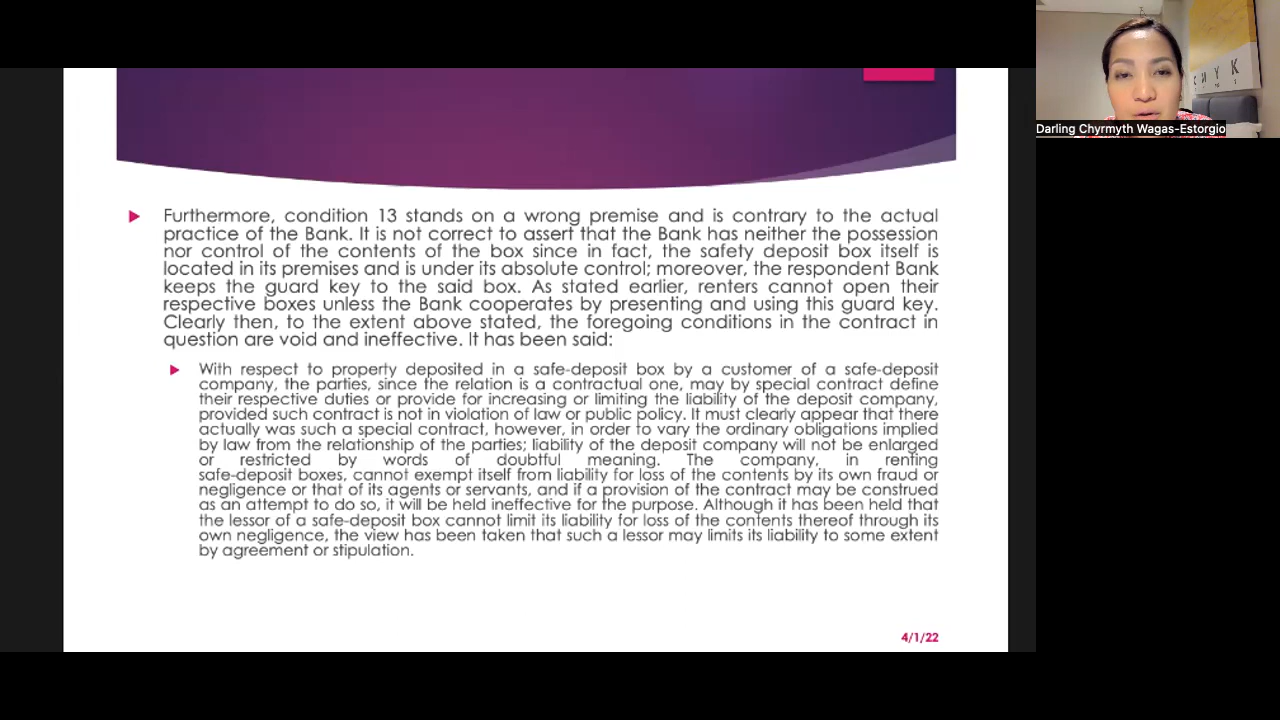 Darling Chyrmyth Wagas-Estorgio
Furthermore, condition 13 stands on a wrong premise and is contrary to the actual
practice of the Bank. It is not correct to assert that the Bank has neither the possession
nor control of the contents of the box since in fact, the safety deposit box itself is
located in its premises and is under its absolute control; moreover, the respondent Bank
keeps the guard key to the said box. As stated earlier, renters cannot open their
respective boxes unless the Bank cooperates by presenting and using this guard key.
Clearly then, to the extent above stated, the foregoing conditions in the contract in
question are void and ineffective. It has been said:
With respect to property deposited in a safe-deposit box by a customer of a safe-deposit
company, the parties, since the relation is a contractual one, may by special contract define
their respective duties or provide for increasing or limiting the liability of the deposit company,
provided such contract is not in violation of law or public policy. It must clearly appear that there
actually was such a special contract, however, in order to vary the ordinary obligations implied
by law from the relationship of the parties; liability of the deposit company will not be enlarged
or restricted by words of doubtful meaning. The company, in renting
safe-deposit boxes, cannot exempt itself from liability for loss of the contents by its own fraud or
negligence or that of its agents or servants, and if a provision of the contract may be construed
as an attempt to do so, it will be held ineffective for the purpose. Although it has been held that
the lessor of a safe-deposit box cannot limit its liability for loss of the contents thereof through its
own negligence, the view has been taken that such a lessor may limits its liability to some extent
by agreement or stipulation.
4/1/22